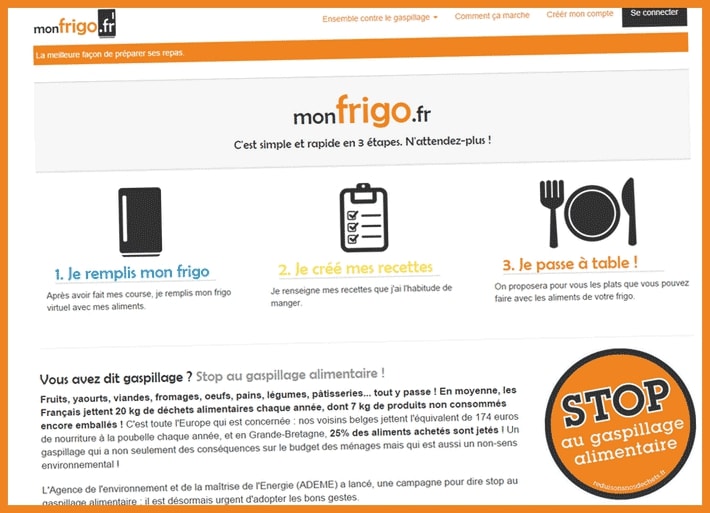 monfrigo.fr
Ensemble contre le gaspillage
Comment ça marche
Créér mon compte
Se connecter
La meilleure façon de préparer ses repas.
monfrigo.fr
C'est simple et rapide en 3 étapes. N'attendez-plus !
1. Je remplis mon frigo
Après avoir fait mes course, je remplis mon frigo
virtuel avec mes aliments.
2. Je créé mes recettes
Je renseigne mes recettes que j'ai l'habitude de
manger.
3. Je passe à table !
On proposera pour vous les plats que vous pouvez
faire avec les aliments de votre frigo.
Vous avez dit gaspillage ? Stop au gaspillage alimentaire !
Fruits, yaourts, viandes, fromages, oeufs, pains, légumes, pâtisseries... tout y passe ! En moyenne, les
Français jettent 20 kg de déchets alimentaires chaque année, dont 7 kg de produits non consommés
encore emballés ! C'est toute l'Europe qui est concernée : nos voisins belges jettent l'équivalent de 174 euros
de nourriture à la poubelle chaque année, et en Grande-Bretagne, 25% des aliments achetés sont jetés ! Un
gaspillage qui a non seulement des conséquences sur le budget des ménages mais qui est aussi un non-sens
environnemental !
L'Agence de l'environnement et de la maîtrise de l'Energie (ADEME) a lancé, une campagne pour dire stop au
gaspillage alimentaire : il est désormais urgent d'adopter les bons gestes.
STOP
au gaspillage
alimentaire
reduisonsnosdechets.fr